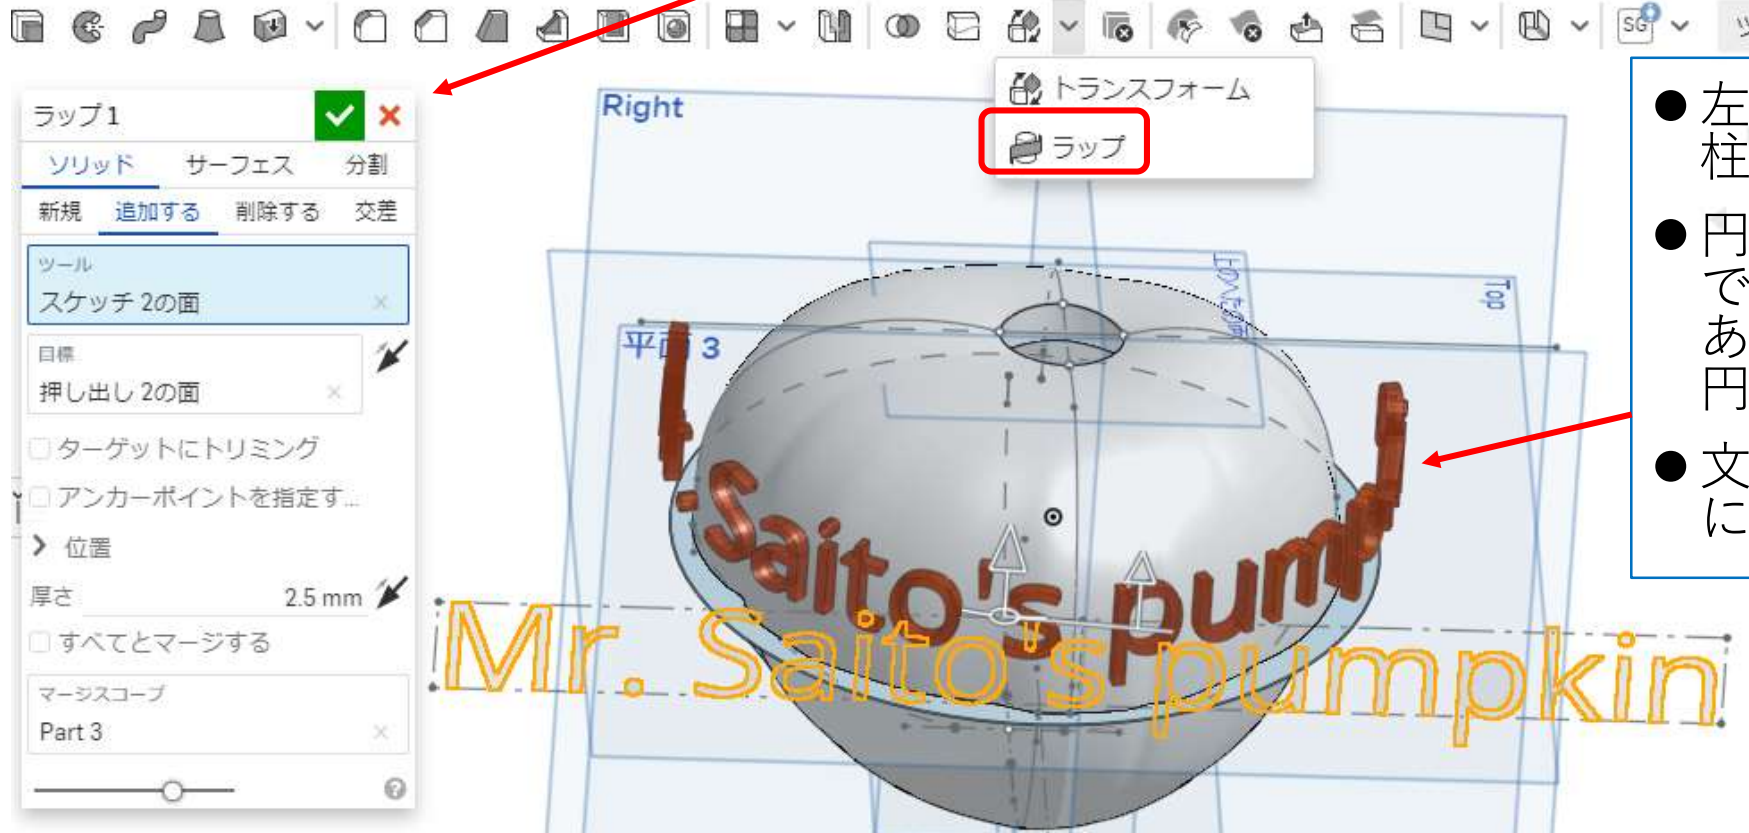 SG
ツ
トランスフォーム
ラップ
ラップ 1
ソリッド サーフェス 分割
新規 追加する 削除する 交差
ツール
スケッチ 2の面
目標
押し出し 2の面
ターゲットにトリミング
アンカーポイントを指定す...
位置
厚さ 2.5 mm
すべてとマージする
マージスコープ
Part 3
Right
Top
平面 3
.Saito's pump
Mr. Saito's pumpkin
● 左
柱
● 円
で
あ
円
● 文
に